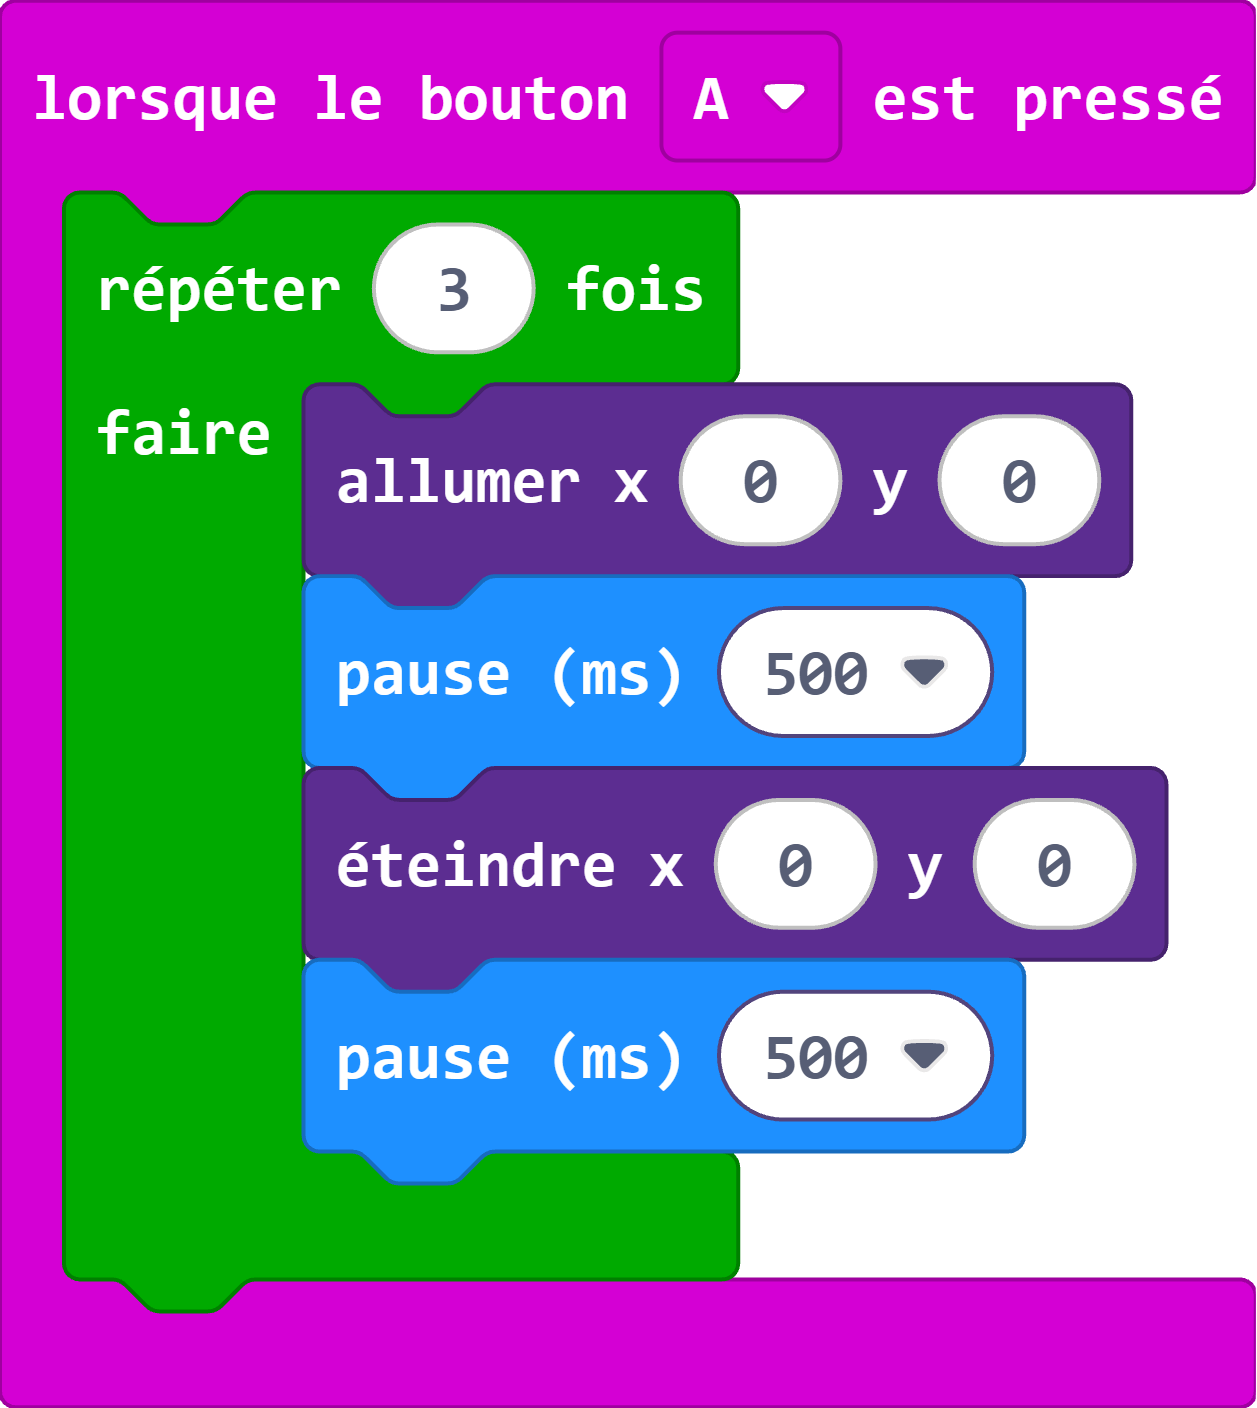 lorsque le bouton A est pressé
répéter 3 fois
faire
allumer x 0 y 0
pause (ms) 500
éteindre x 0 y 0
pause (ms) 500